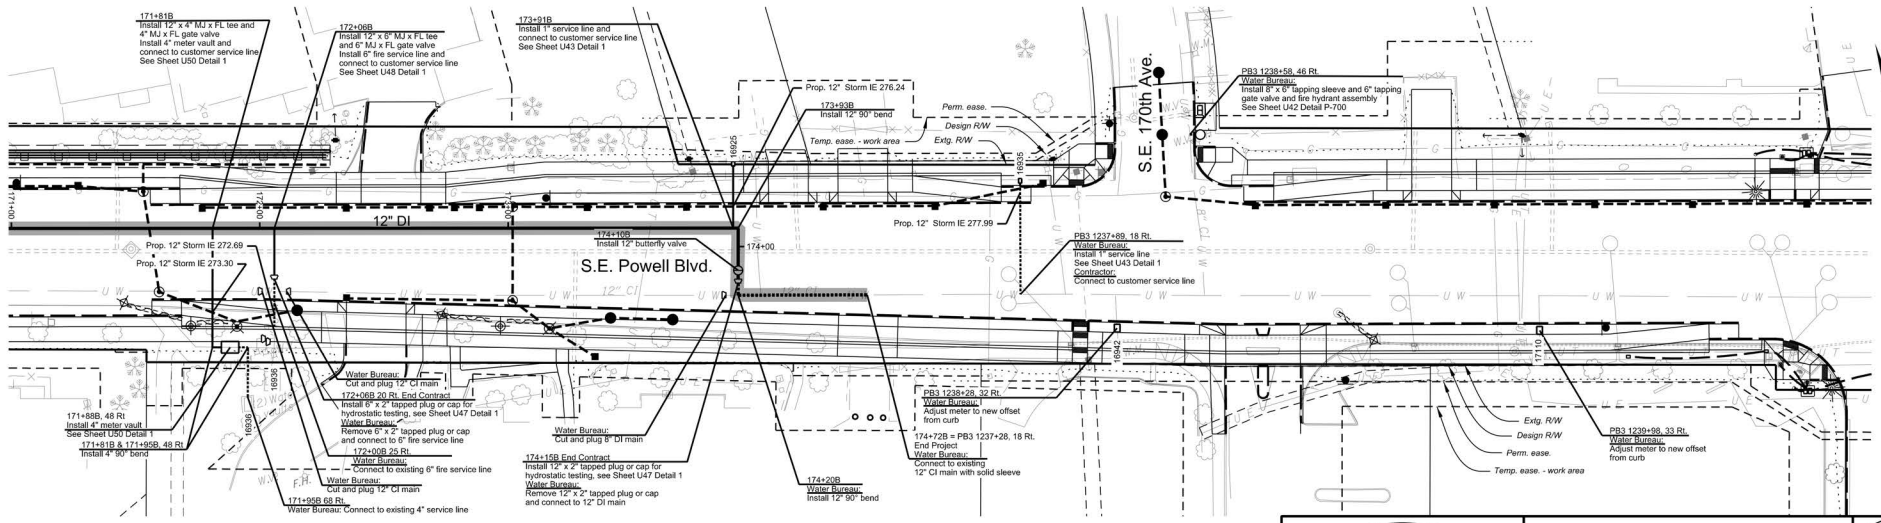 171+81B
Install 12" x 4" MJ x FL tee and
4" MJ x FL gate valve
Install 4" meter vault and
connect to customer service line
See Sheet U50 Detail 1
172+06B
Install 12" x 6" MJ x FL tee
and 6" MJ x FL gate valve
Install 6" fire service line and
connect to customer service line
See Sheet U48 Detail 1
173+91B
Install 1" service line and
connect to customer service line
See Sheet U43 Detail 1
Prop. 12" Storm IE 276.24
173+93B
Install 12" 90° bend
Perm. ease.
Design R/W
Temp. ease. - work area
Extg. R/W
S.E. 170th Ave.
PB3 1238+58, 46 Rt.
Water Bureau:
Install 8" x 6" tapping sleeve and 6" tapping
gate valve and fire hydrant assembly
See Sheet U42 Detail P-700
16925
16935
171+00
172+00
12" DI
174+10B
Install 12" butterfly valve
174+00
S.E. Powell Blvd.
Prop. 12" Storm IE 277.99
PB3 1237+89, 18 Rt.
Water Bureau:
Install 1" service line
See Sheet U43 Detail 1
Contractor:
Connect to customer service line
Prop. 12" Storm IE 272.69
Prop. 12" Storm IE 273.30
U W
12" CI
U W
U W
U W
U W
U W
16936
16936
16942
17110
Water Bureau:
Cut and plug 12" CI main
172+06B 20 Rt. End Contract
Install 6" x 2" tapped plug or cap for
hydrostatic testing, see Sheet U47 Detail 1
Water Bureau:
Remove 6" x 2" tapped plug or cap
and connect to 6" fire service line
172+00B 25 Rt.
Water Bureau:
Connect to existing 6" fire service line
Water Bureau:
Cut and plug 12" CI main
171+95B 68 Rt.
Water Bureau: Connect to existing 4" service line
171+88B, 48 Rt
Install 4" meter vault
See Sheet U50 Detail 1
171+81B & 171+95B, 48 Rt
Install 4" 90° bend
F.H.
Water Bureau:
Cut and plug 8" DI main
174+15B End Contract
Install 12" x 2" tapped plug or cap for
hydrostatic testing, see Sheet U47 Detail 1
Water Bureau:
Remove 12" x 2" tapped plug or cap
and connect to 12" DI main
174+20B
Water Bureau:
Install 12" 90° bend
PB3 1238+28, 32 Rt.
Water Bureau:
Adjust meter to new offset
from curb
174+72B = PB3 1237+28, 18 Rt.
End Project
Water Bureau:
Connect to existing
12" CI main with solid sleeve
Extg. R/W
Design R/W
Perm. ease.
Temp. ease. - work area
PB3 1239+98, 33 Rt.
Water Bureau:
Adjust meter to new offset
from curb